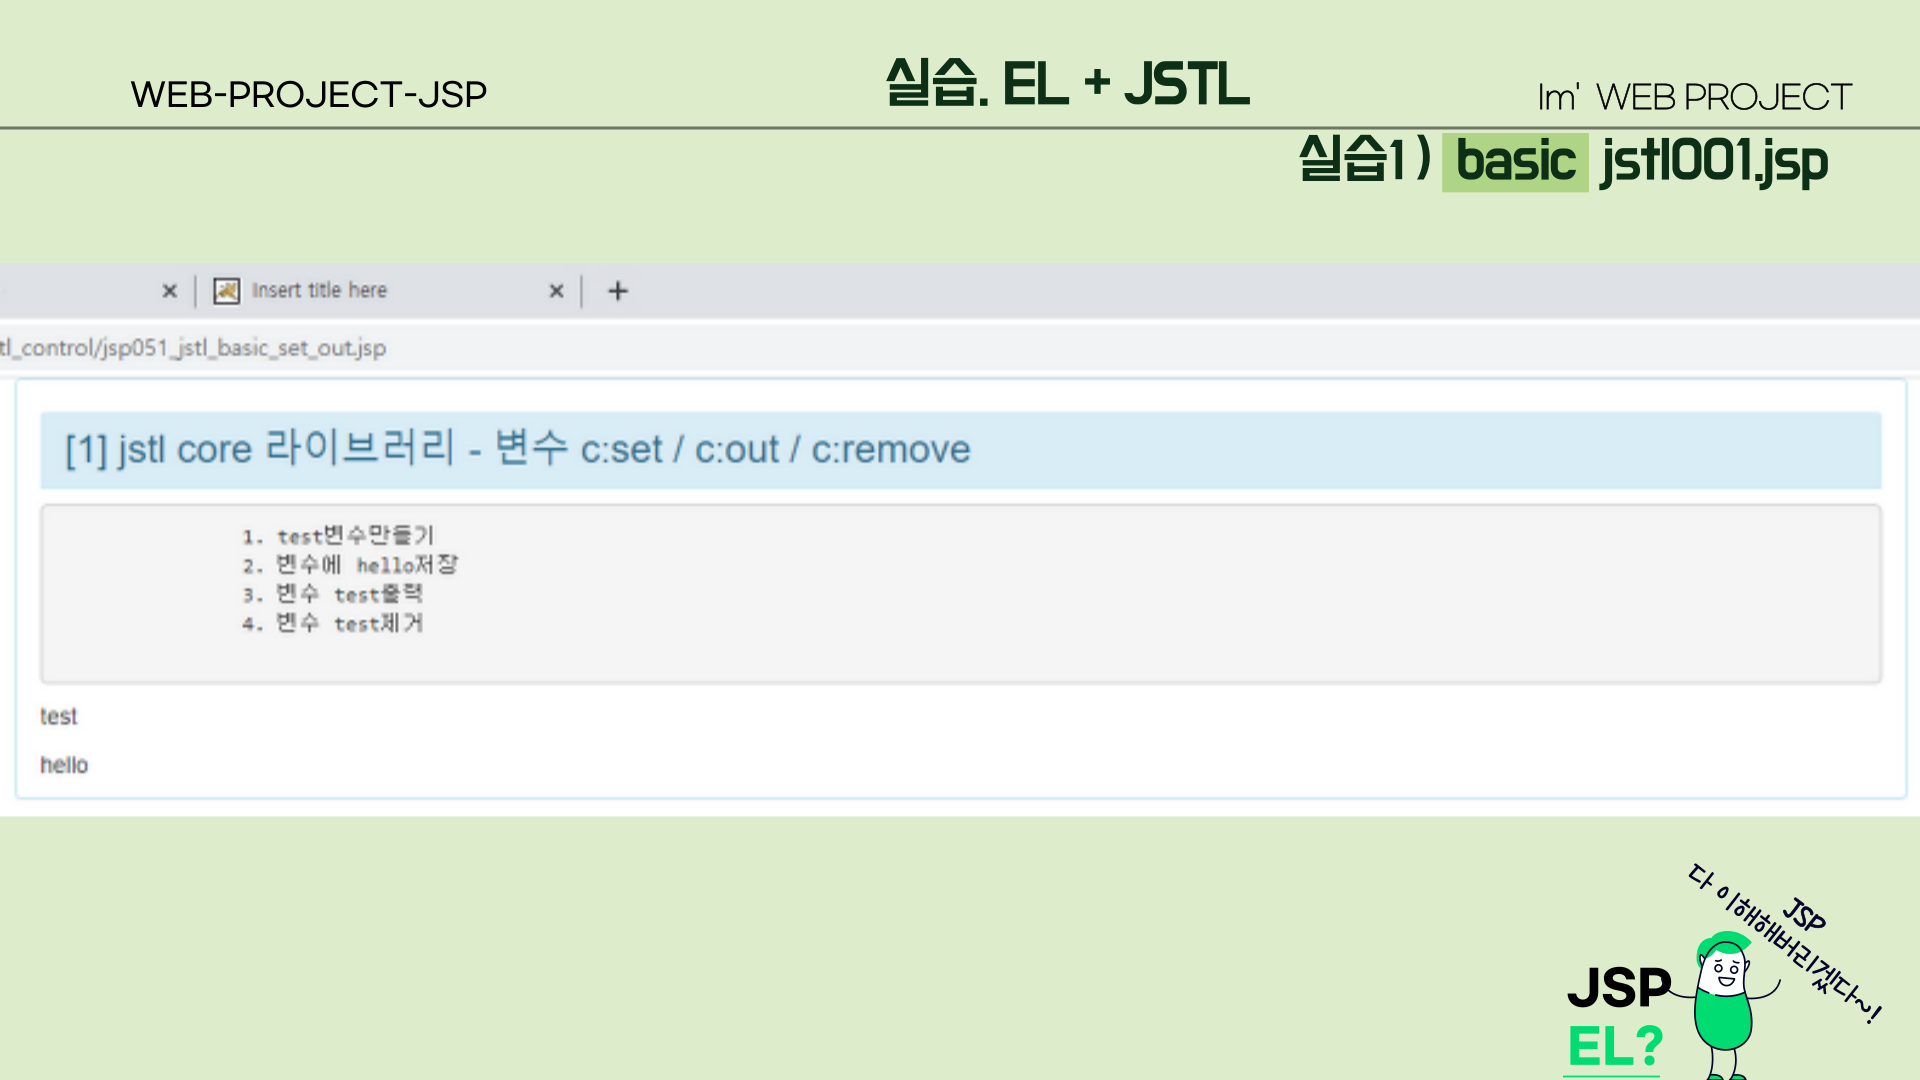 WEB-PROJECT-JSP
실습. EL + JSTL
Im' WEB PROJECT
실습1) basic jstl001.jsp
Insert title here
tl_control/jsp051_jstl_basic_set_out.jsp
[1] jstl core 라이브러리 - 변수 c:set / c:out / c:remove
1. test변수만들기
2. 변수에 hello저장
3. 변수 test출력
4. 변수 test제거
test
hello
JSP
다 이해해버리겠다~!
JSP
EL?